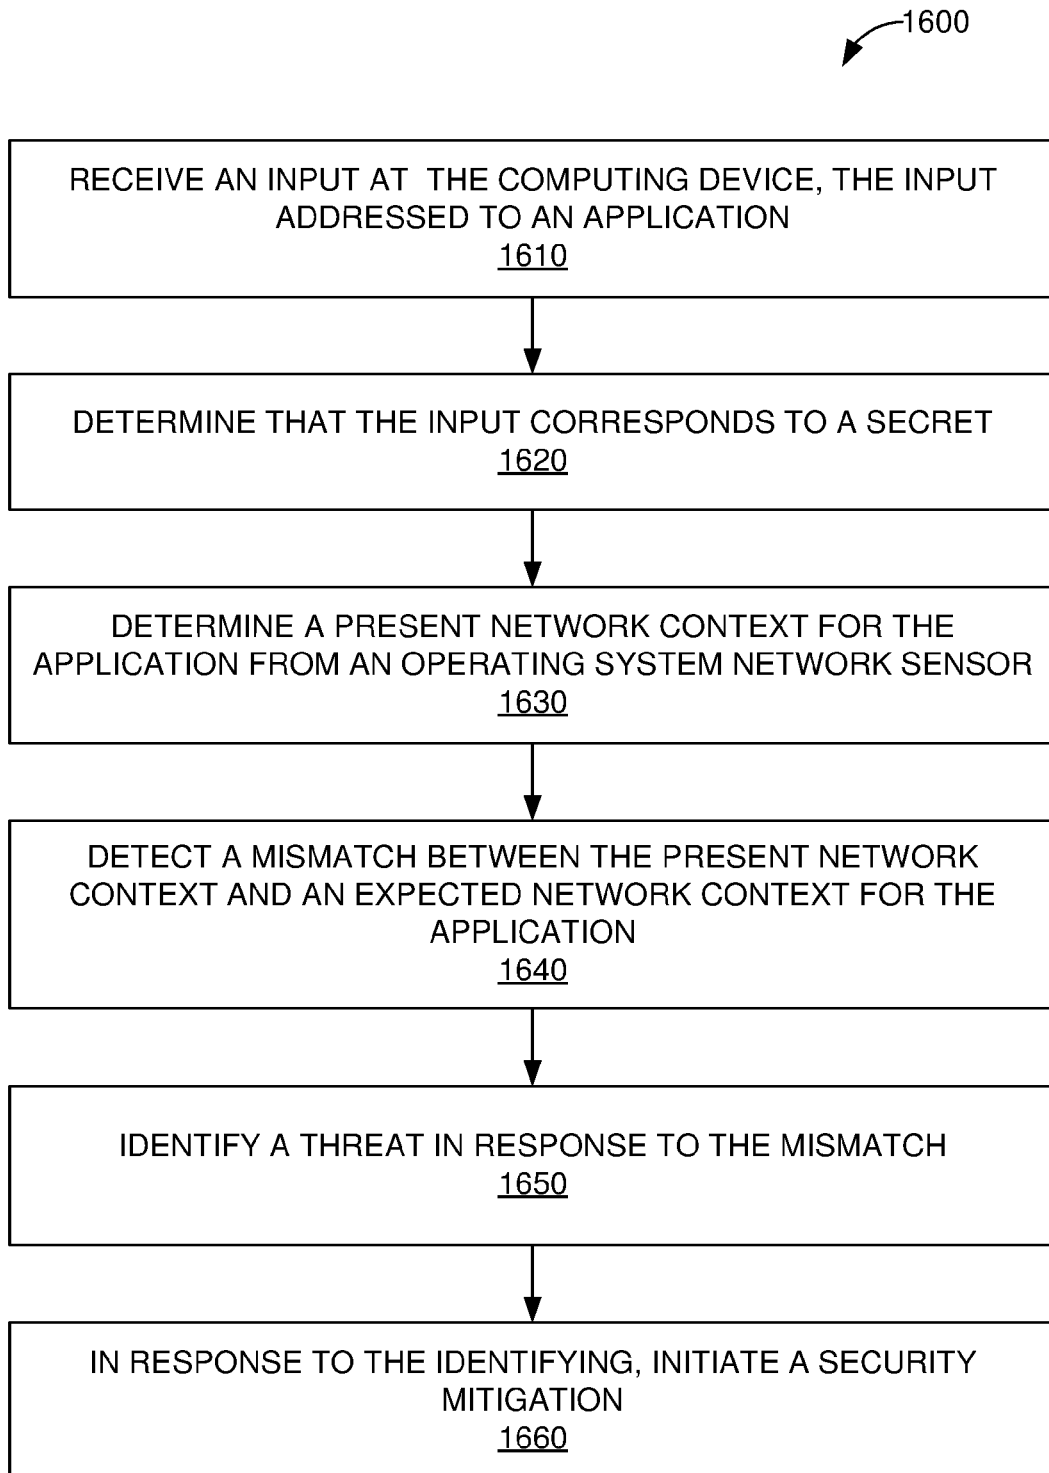 1600
RECEIVE AN INPUT AT THE COMPUTING DEVICE, THE INPUT
ADDRESSED TO AN APPLICATION
1610
DETERMINE THAT THE INPUT CORRESPONDS TO A SECRET
1620
DETERMINE A PRESENT NETWORK CONTEXT FOR THE
APPLICATION FROM AN OPERATING SYSTEM NETWORK SENSOR
1630
DETECT A MISMATCH BETWEEN THE PRESENT NETWORK
CONTEXT AND AN EXPECTED NETWORK CONTEXT FOR THE
APPLICATION
1640
IDENTIFY A THREAT IN RESPONSE TO THE MISMATCH
1650
IN RESPONSE TO THE IDENTIFYING, INITIATE A SECURITY
MITIGATION
1660